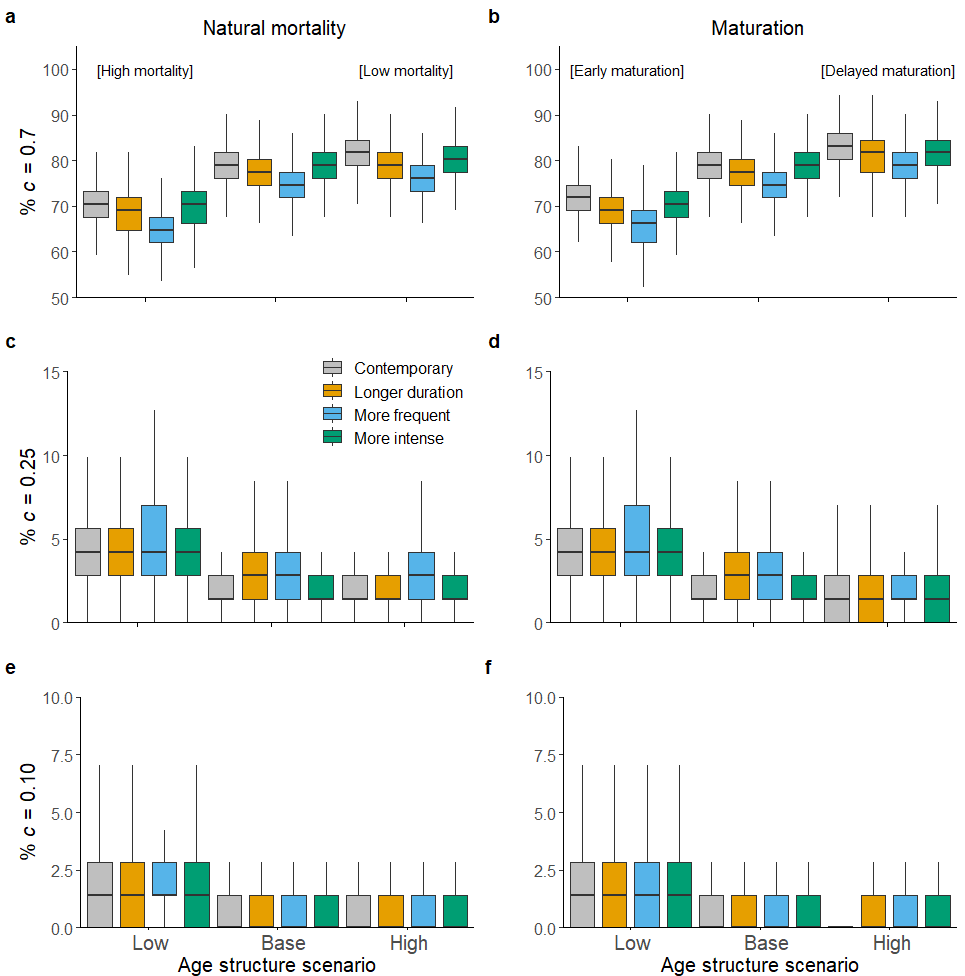 a
Natural mortality
[High mortality]
[Low mortality]
% c = 0.7
100
90
80
70
60
50
b
Maturation
[Early maturation]
[Delayed maturation]
100
90
80
70
60
50
c
% c = 0.25
15
10
5
0
Contemporary
Longer duration
More frequent
More intense
d
15
10
5
0
e
% c = 0.10
10.0
7.5
5.0
2.5
0.0
Low Base High
Age structure scenario
f
10.0
7.5
5.0
2.5
0.0
Low Base High
Age structure scenario